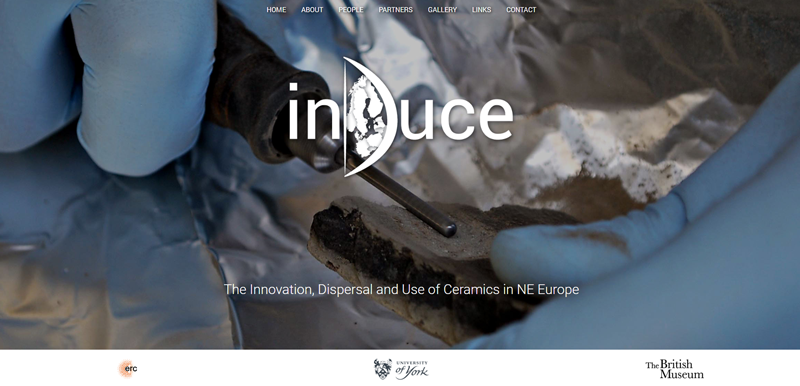 HOME ABOUT PEOPLE PARTNERS GALLERY LINKS CONTACT
inDuce
The Innovation, Dispersal and Use of Ceramics in NE Europe
erc
UNIVERSITY
of York
The British
Museum